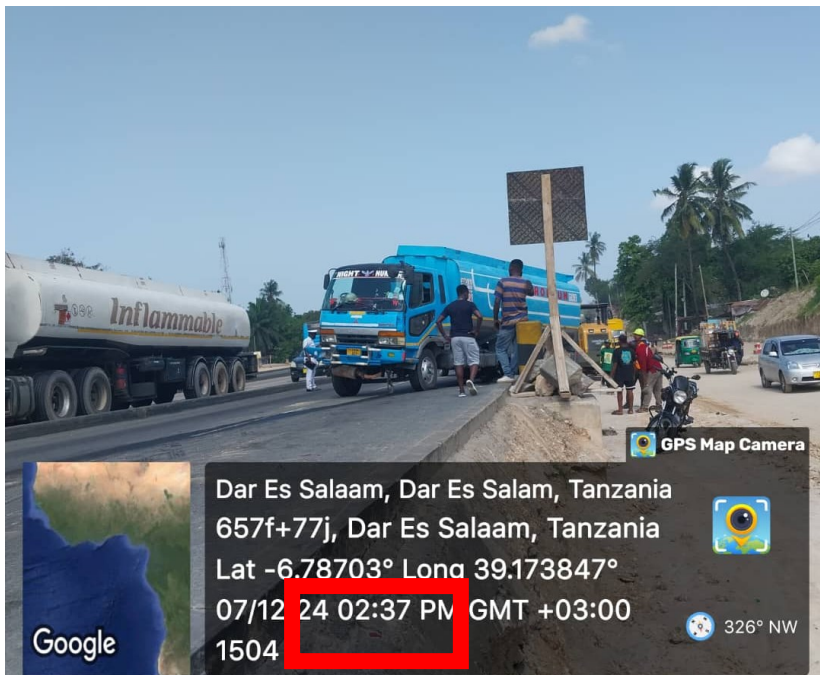 Inflammable
GPS Map Camera
Dar Es Salaam, Dar Es Salam, Tanzania
657f+77j, Dar Es Salaam, Tanzania
Lat -6.78703° Long 39.173847°
07/12/24 02:37 PM GMT +03:00
1504
326° NW
Google